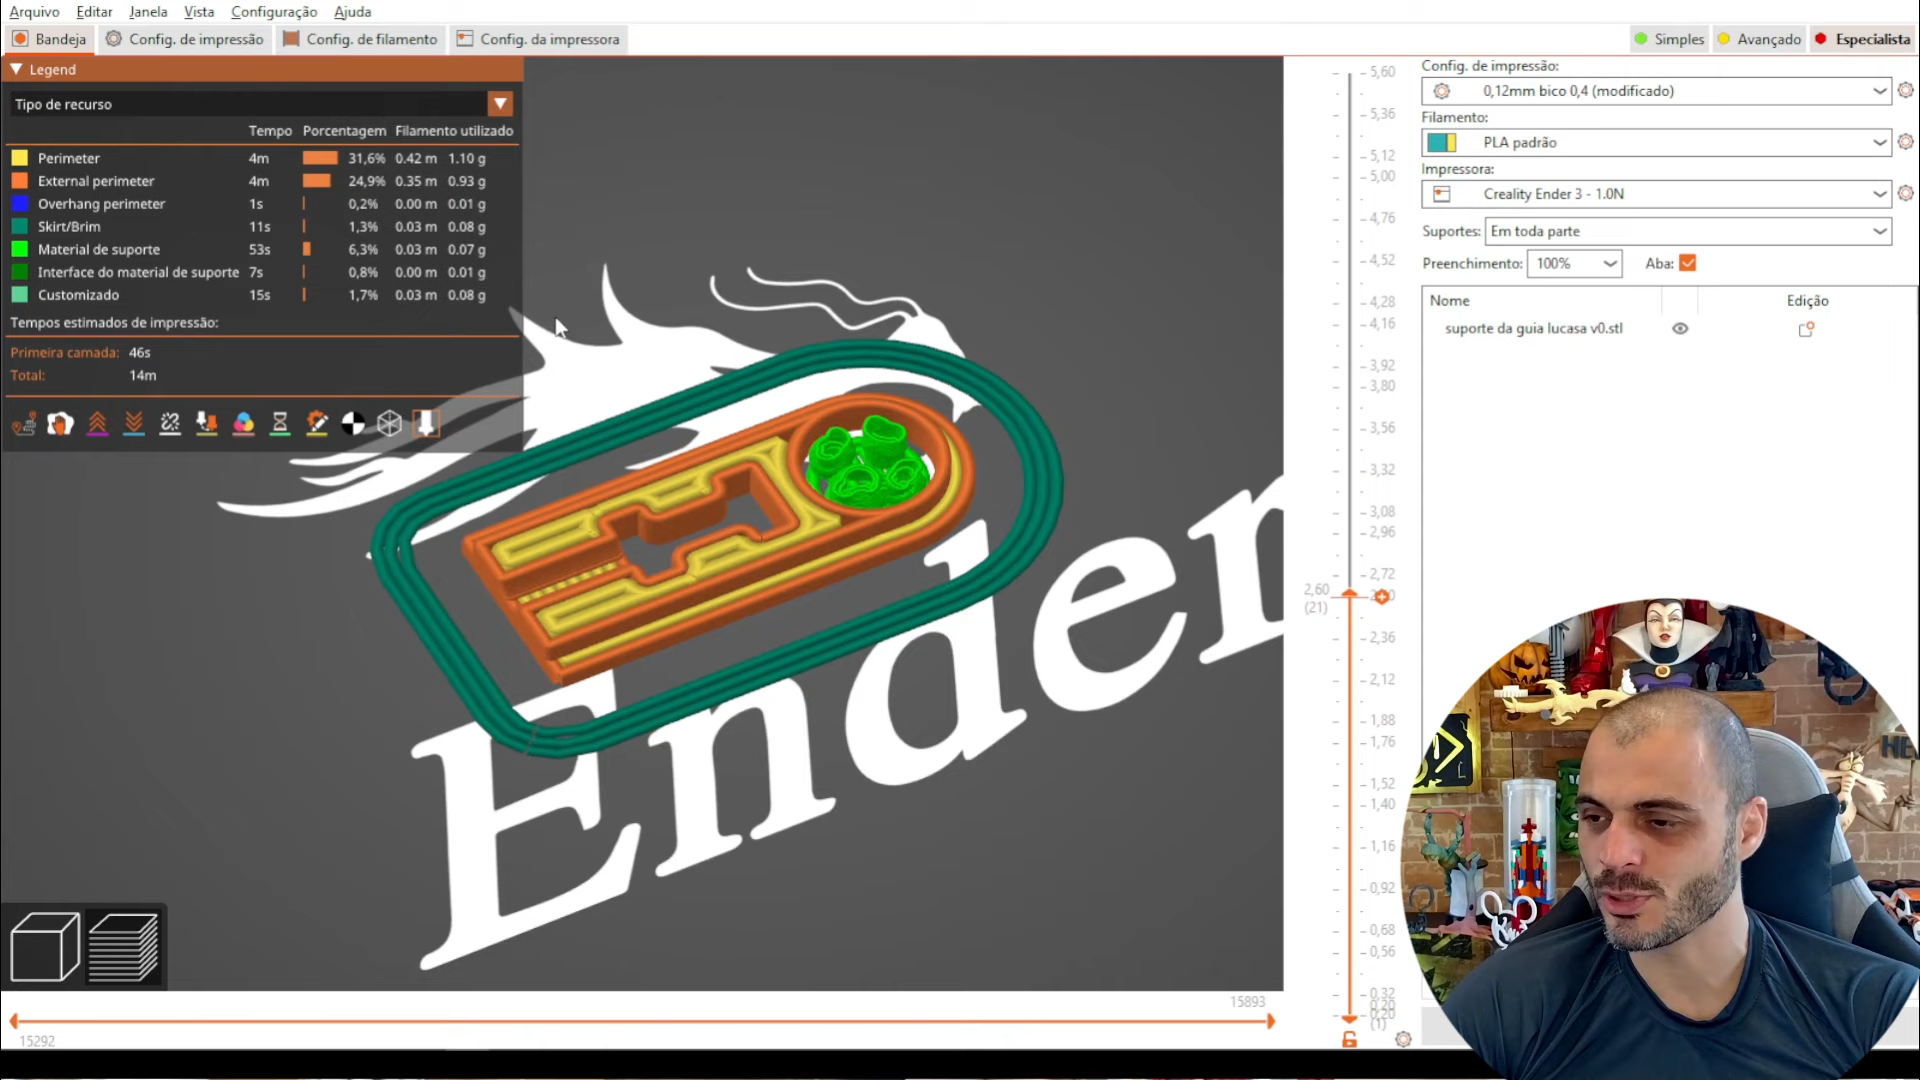 Arquivo Editar Janela Vista Configuração Ajuda
Bandeja Config. de impressão Config. de filamento Config. da impressora Simples Avançado Especialista
Legend
Tipo de recurso
Tempo Porcentagem Filamento utilizado
Perimeter 4m 31,6% 0.42 m 1.10 g
External perimeter 4m 24,9% 0.35 m 0.93 g
Overhang perimeter 1s 0,2% 0.00 m 0.01 g
Skirt/Brim 11s 1,3% 0.03 m 0.08 g
Material de suporte 53s 6,3% 0.03 m 0.07 g
Interface do material de suporte 7s 0,8% 0.00 m 0.01 g
Customizado 15s 1,7% 0.03 m 0.08 g
Tempos estimados de impressão:
Primeira camada: 46s
Total: 14m
Ender
15893
15292
5,60
5,36
5,12
5,00
4,76
4,52
4,28
4,16
3,92
3,80
3,56
3,32
3,08
2,96
2,72
2,60
(21)
2,36
2,12
1,88
1,76
1,52
1,40
1,16
0,92
0,68
0,56
0,32
0,20
0,20
(1)
Config. de impressão:
0,12mm bico 0,4 (modificado)
Filamento:
PLA padrão
Impressora:
Creality Ender 3 - 1.0N
Suportes: Em toda parte
Preenchimento: 100% Aba:
Nome Edição
suporte da guia lucasa v0.stl